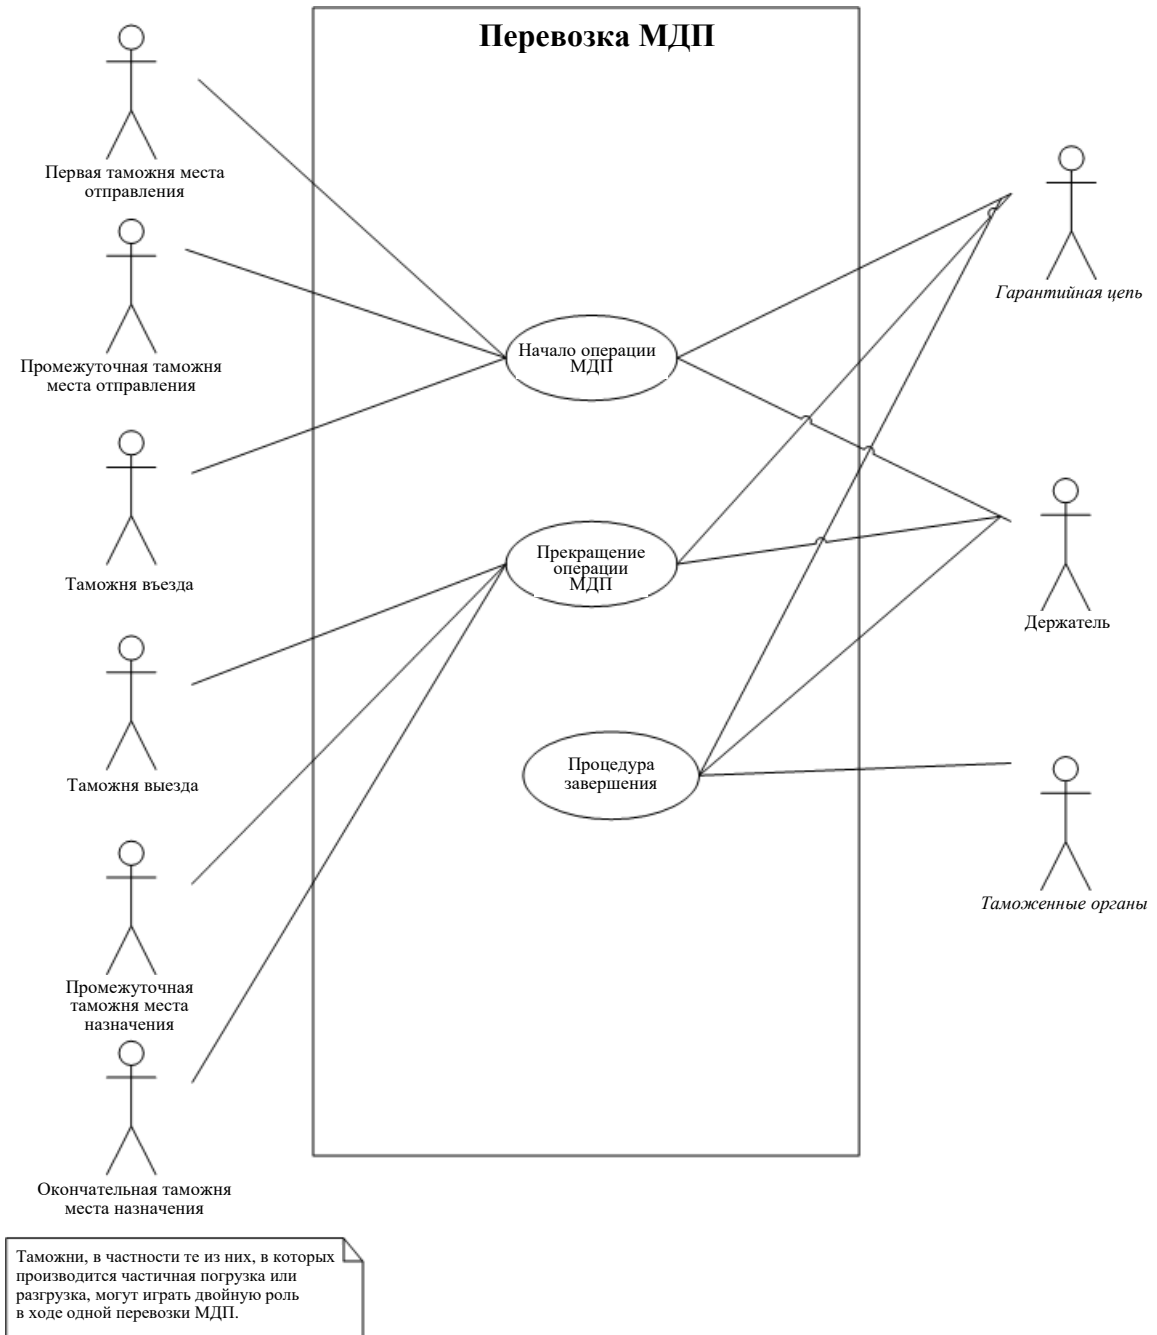 Перевозка МДП
Первая таможня места
отправления
Промежуточная таможня
места отправления
Таможня въезда
Таможня выезда
Промежуточная
таможня места
назначения
Окончательная таможня
места назначения
Начало операции
МДП
Прекращение
операции
МДП
Процедура
завершения
Гарантийная цепь
Держатель
Таможенные органы
Таможни, в частности те из них, в которых
производится частичная погрузка или
разгрузка, могут играть двойную роль
в ходе одной перевозки МДП.